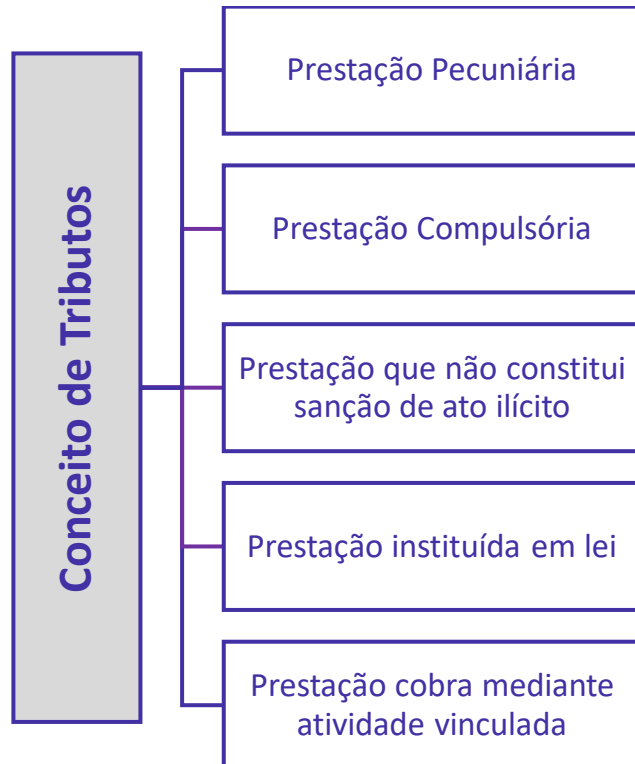 Conceito de Tributos
Prestação Pecuniária
Prestação Compulsória
Prestação que não constitui
sanção de ato ilícito
Prestação instituída em lei
Prestação cobra mediante
atividade vinculada